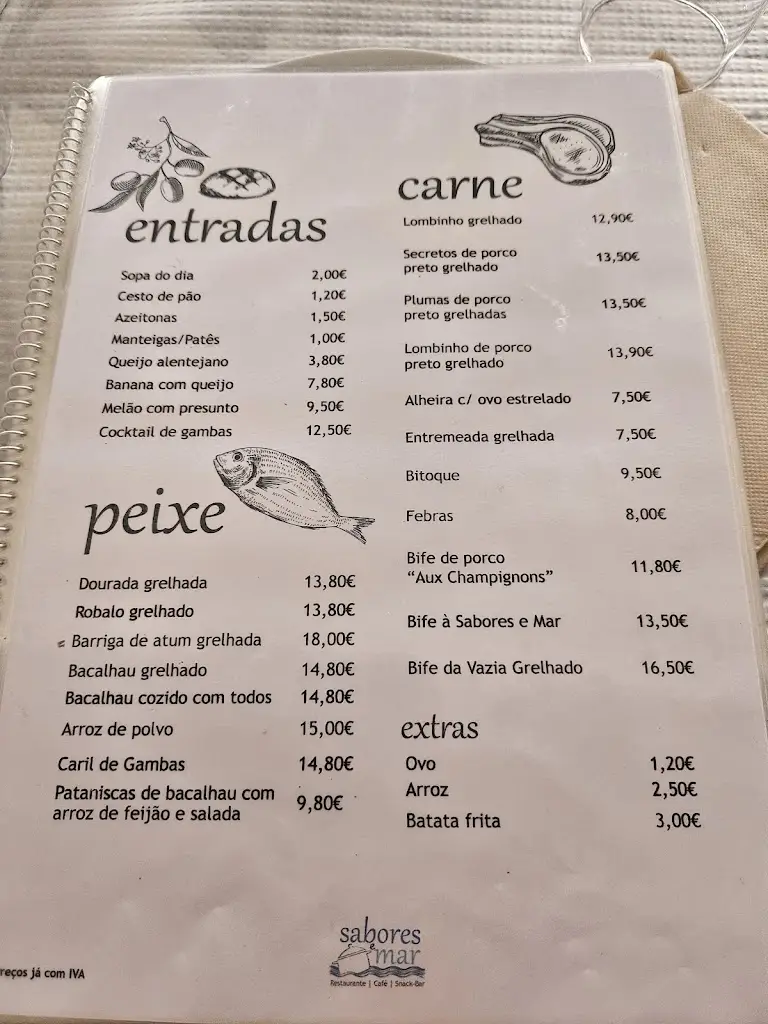 entradas
Sopa do dia 2,00€
Cesto de pão 1,20€
Azeitonas 1,50€
Manteigas/Patês 1,00€
Queijo alentejano 3,80€
Banana com queijo 7,80€
Melão com presunto 9,50€
Cocktail de gambas 12,50€
peixe
Dourada grelhada 13,80€
Robalo grelhado 13,80€
Barriga de atum grelhada 18,00€
Bacalhau grelhado 14,80€
Bacalhau cozido com todos 14,80€
Arroz de polvo 15,00€
Caril de Gambas 14,80€
Pataniscas de bacalhau com
arroz de feijão e salada 9,80€
carne
Lombinho grelhado 12,90€
Secretos de porco
preto grelhado 13,50€
Plumas de porco
preto grelhadas 13,50€
Lombinho de porco
preto grelhado 13,90€
Alheira c/ ovo estrelado 7,50€
Entremeada grelhada 7,50€
Bitoque 9,50€
Febras 8,00€
Bife de porco
“Aux Champignons” 11,80€
Bife à Sabores e Mar 13,50€
Bife da Vazia Grelhado 16,50€
extras
Ovo 1,20€
Arroz 2,50€
Batata frita 3,00€
sabores
e mar
Restaurante | Café | Snack-Bar
reços já com IVA